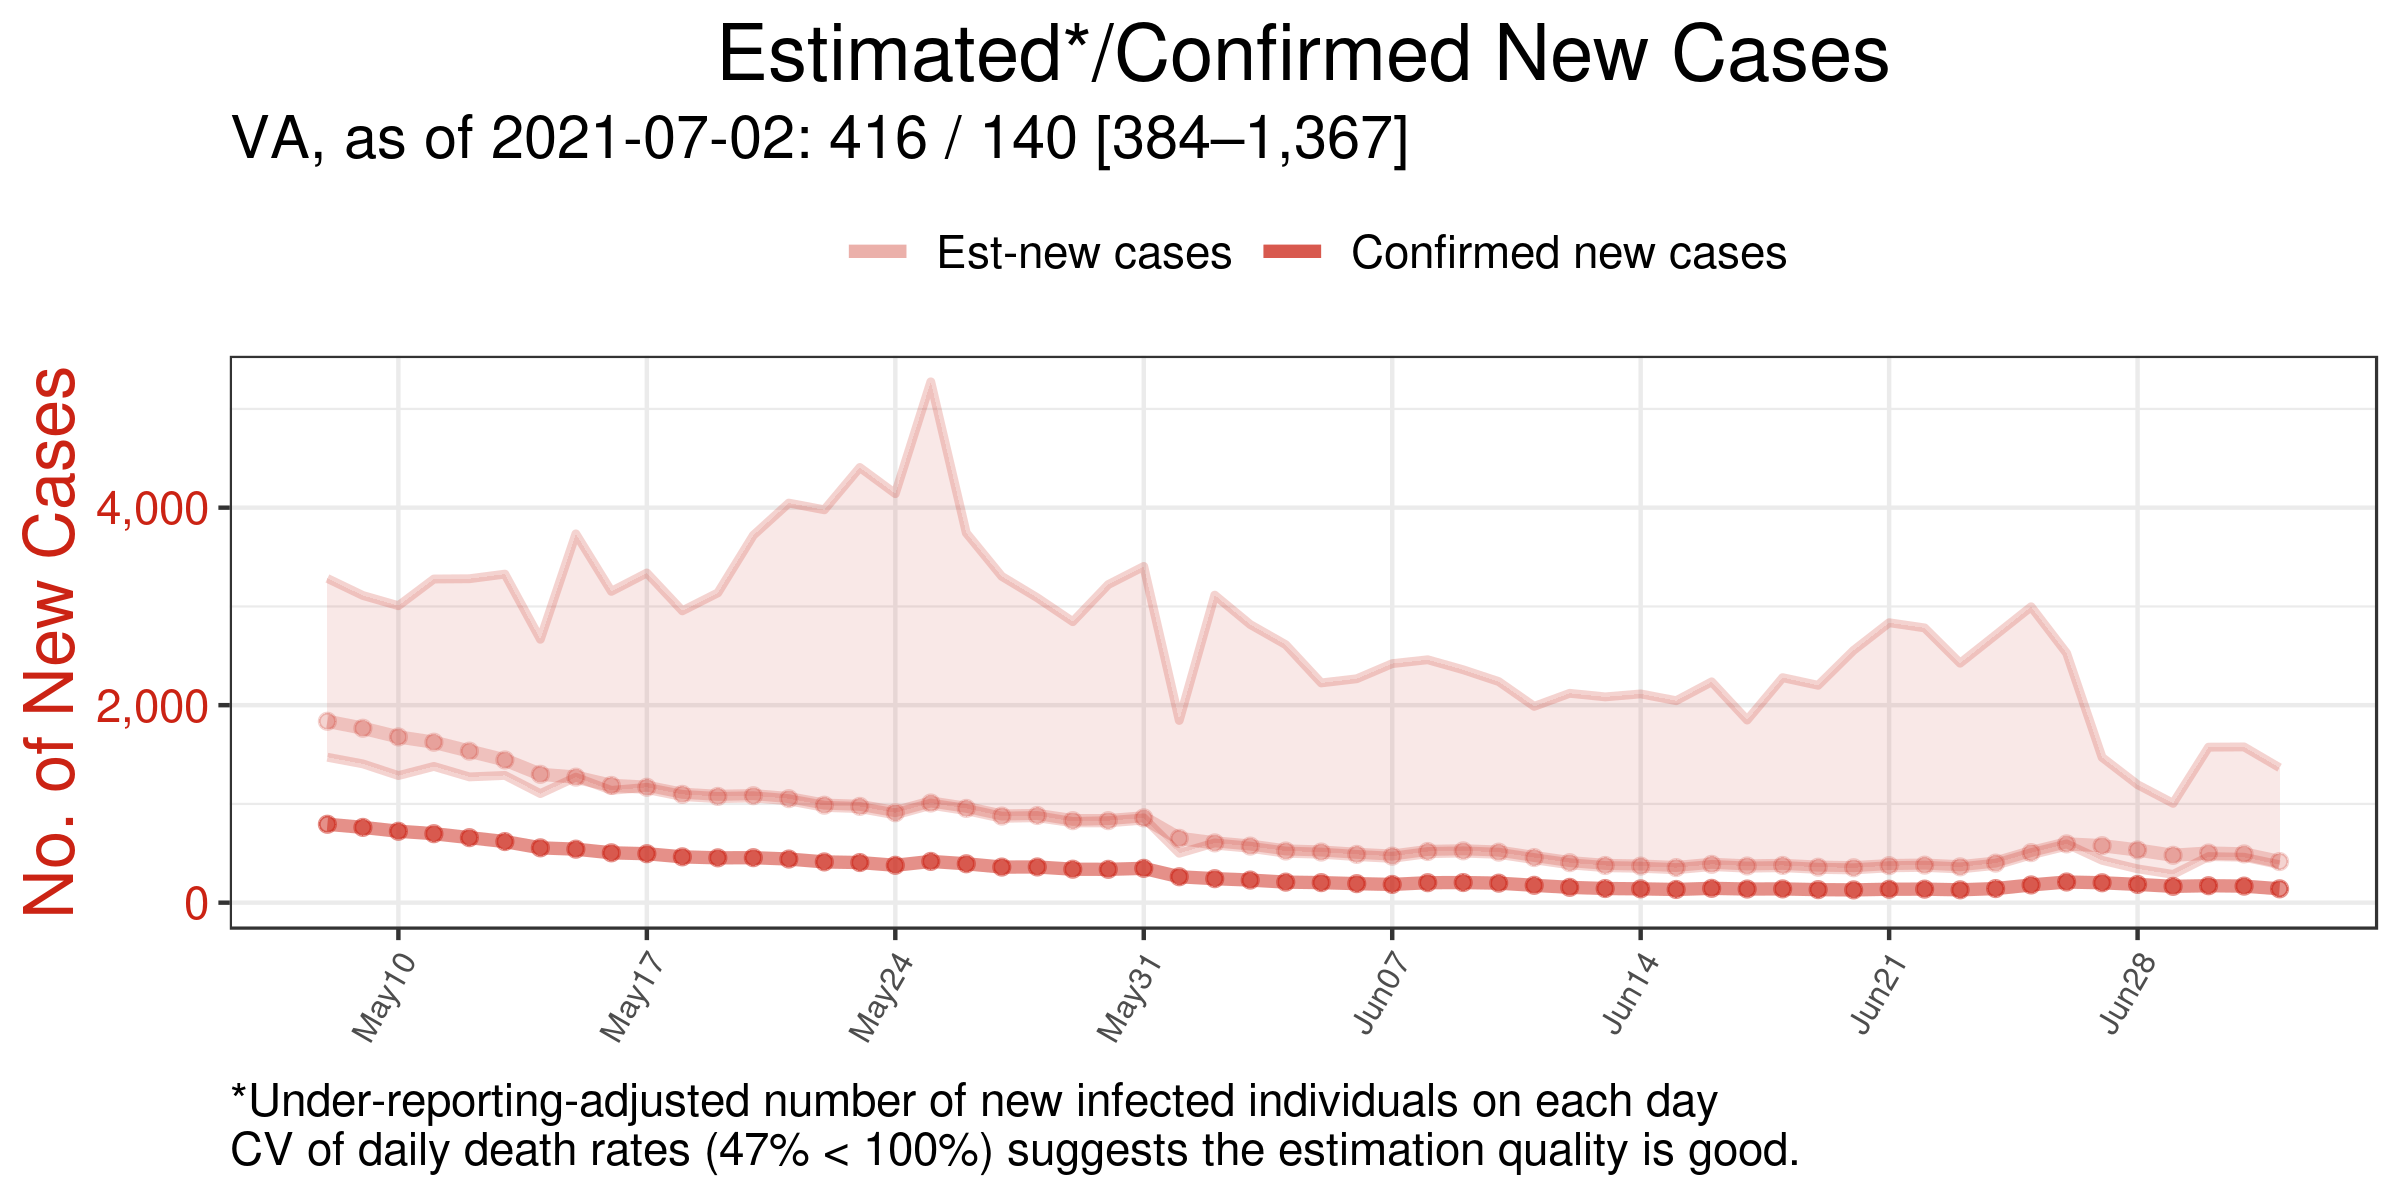 Estimated*/Confirmed New Cases
VA, as of 2021-07-02: 416 / 140 [384–1,367]
Est-new cases
Confirmed new cases
No. of New Cases
4,000
2,000
0
May10
May17
May24
May31
Jun07
Jun14
Jun21
Jun28
*Under-reporting-adjusted number of new infected individuals on each day
CV of daily death rates (47% < 100%) suggests the estimation quality is good.